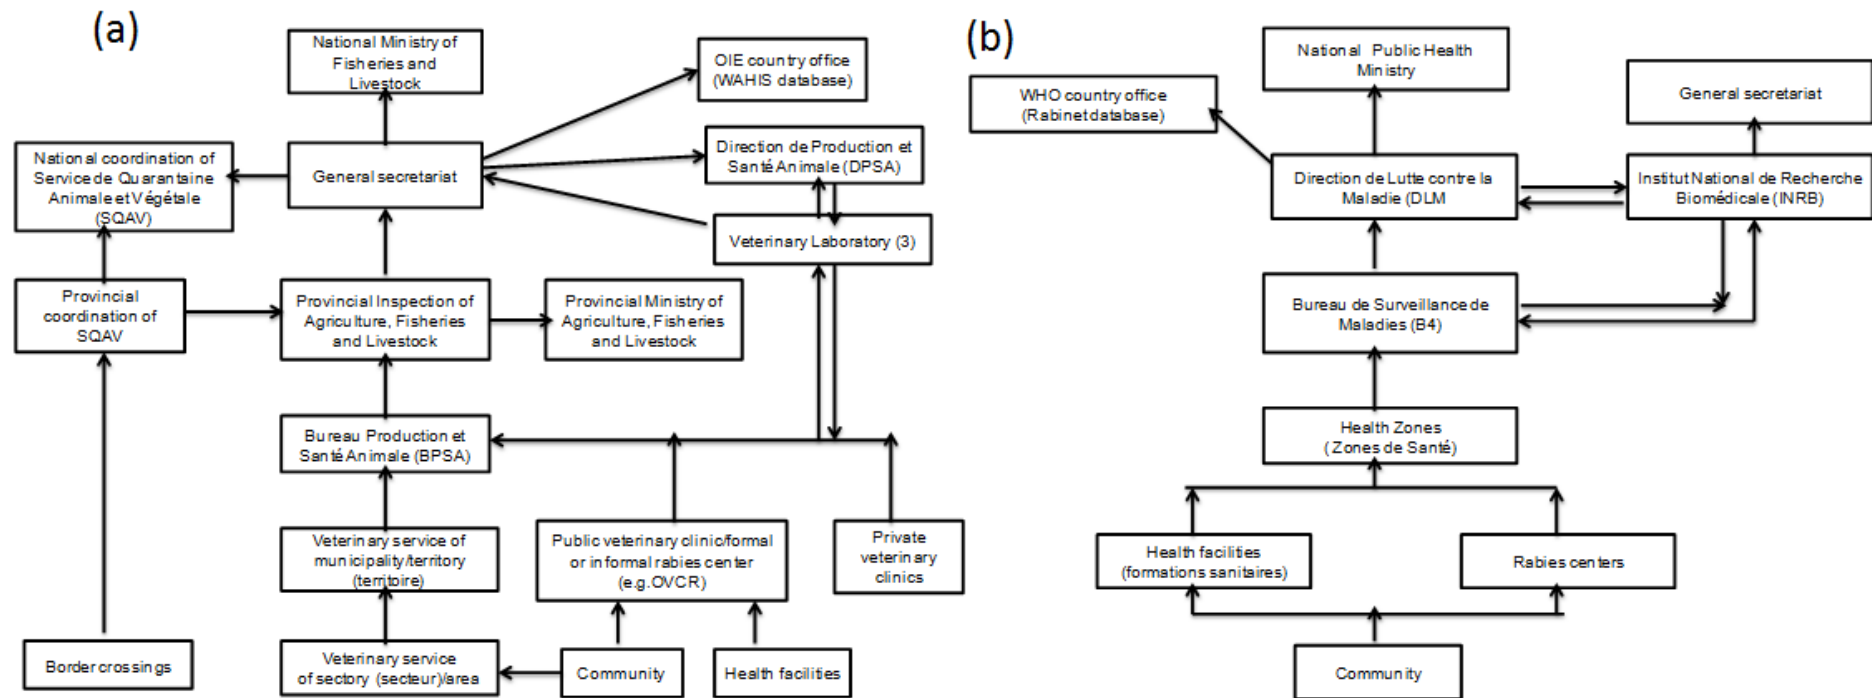 (a)
National Ministry of
Fisheries and
Livestock
OIE country office
(WAHIS database)
National coordination of
Service de Quarantaine
Animale et Végétale
(SQAV)
General secretariat
Direction de Production et
Santé Animale (DPSA)
Veterinary Laboratory (3)
Provincial
coordination of
SQAV
Provincial Inspection of
Agriculture, Fisheries
and Livestock
Provincial Ministry of
Agriculture, Fisheries
and Livestock
Bureau Production et
Santé Animale (BPSA)
Veterinary service of
municipality/territory
(territoire)
Public veterinary clinic/formal
or informal rabies center
(e.g.OVCR)
Private
veterinary
clinics
Border crossings
Veterinary service
of sectory (secteur)/area
Community
Health facilities
(b)
National Public Health
Ministry
WHO country office
(Rabinet database)
General secretariat
Direction de Lutte contre la
Maladie (DLM
Institut National de Recherche
Biomédicale (INRB)
Bureau de Surveillance de
Maladies (B4)
Health Zones
(Zones de Santé)
Health facilities
(formations sanitaires)
Rabies centers
Community